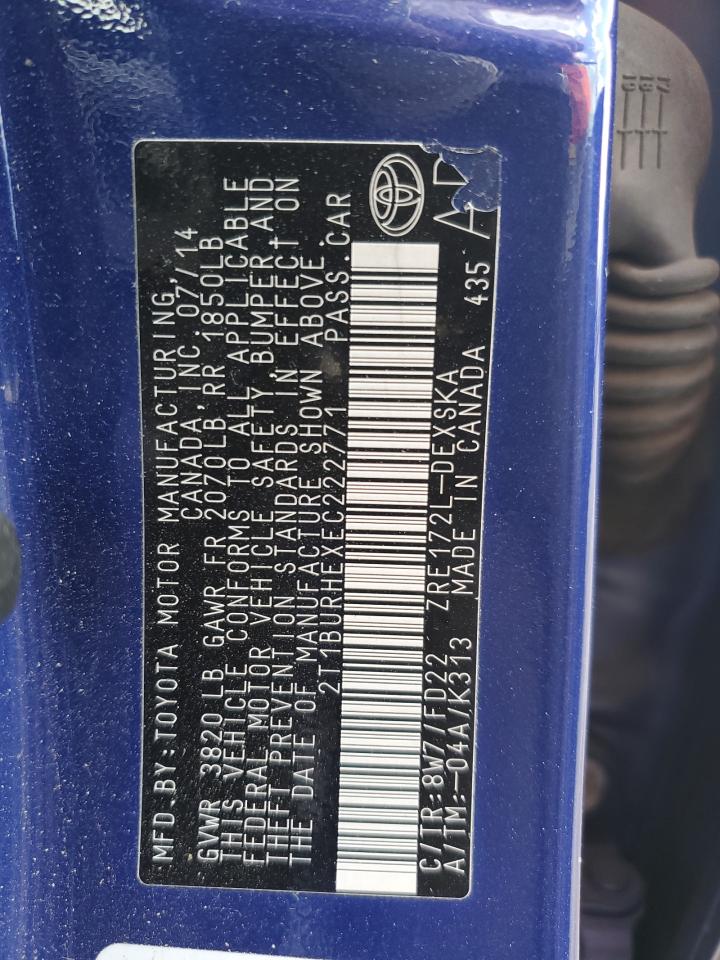 MFD.BY:TOYOTA MOTOR MANUFACTURING,
CANADA, INC. 07/14
GVWR 3820 LB GAWR FR 2070LB, RR 1850LB
THIS VEHICLE CONFORMS TO ALL APPLICABLE
FEDERAL MOTOR VEHICLE SAFETY, BUMPER, AND
THEFT PREVENTION STANDARDS IN EFFECT ON
THE DATE OF MANUFACTURE SHOWN ABOVE.
2T1BURHEXEC222771 PASS.CAR
C/TR:8W7/FD22 ZRE172L-DEXSKA
A/TM:-04A/K313 MADE IN CANADA 435